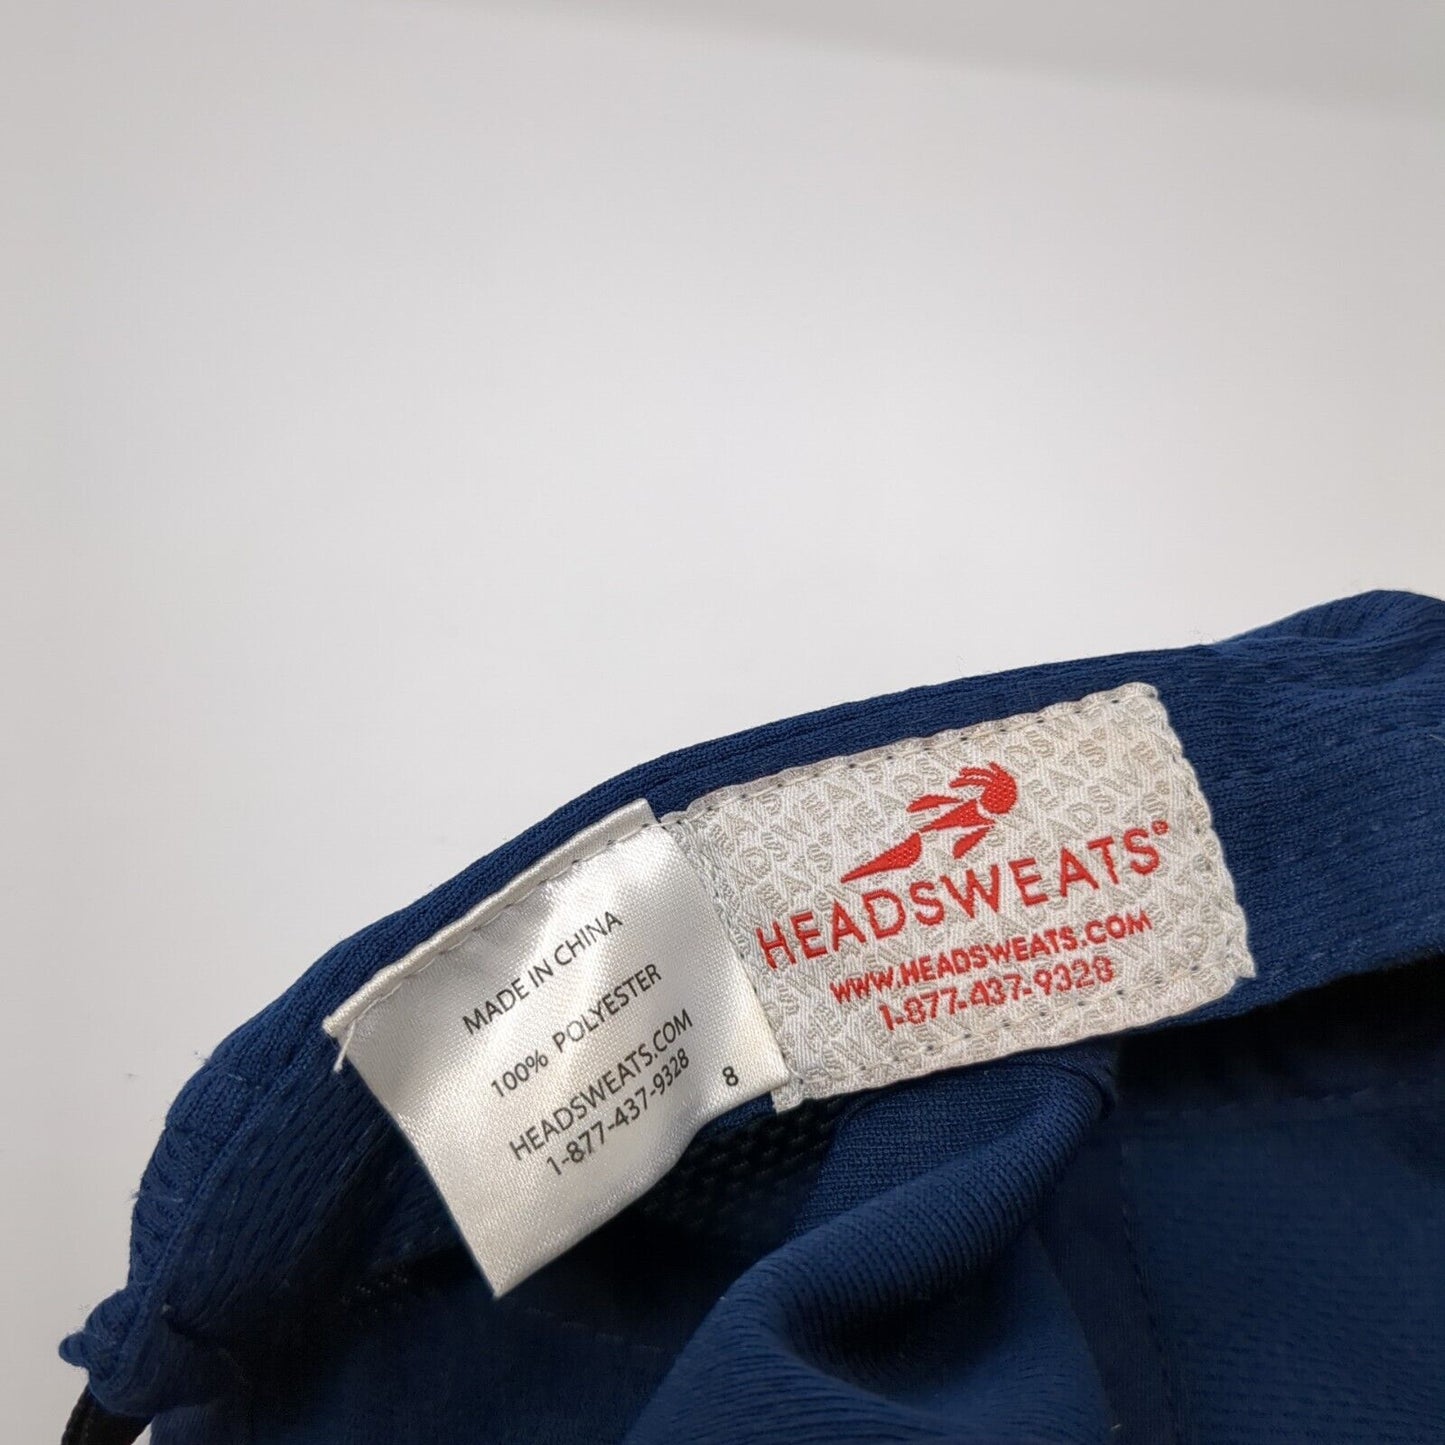 MADE IN CHINA
100% POLYESTER
HEADSWEATS.COM
1-877-437-9328
8
HEADSWEATS®
WWW.HEADSWEATS.COM
1-877-437-9328